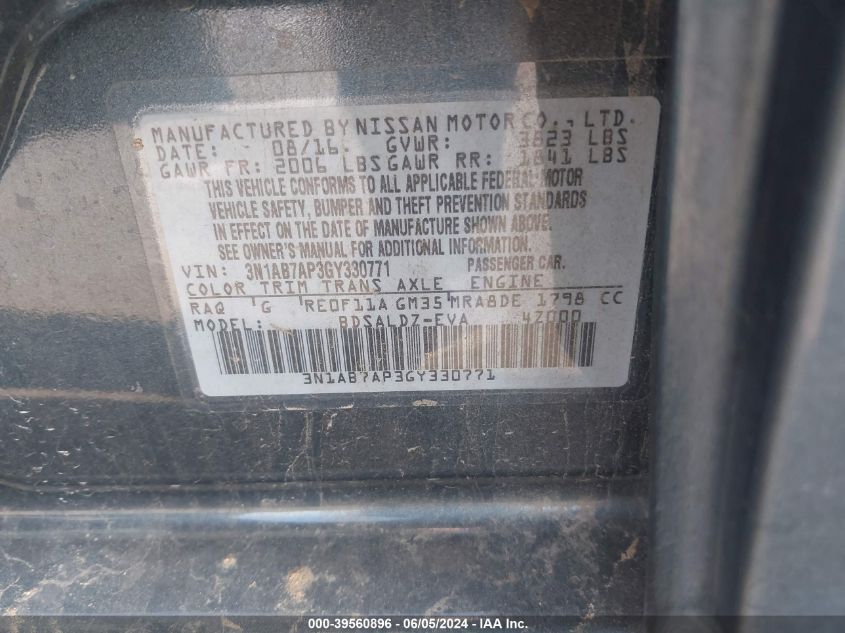 MANUFACTURED BY NISSAN MOTOR CO., LTD.
DATE: 08/16 GVWR: 3823 LBS
GAWR FR: 2006 LBS GAWR RR: 1841 LBS
THIS VEHICLE CONFORMS TO ALL APPLICABLE FEDERAL MOTOR
VEHICLE SAFETY, BUMPER AND THEFT PREVENTION STANDARDS
IN EFFECT ON THE DATE OF MANUFACTURE SHOWN ABOVE.
SEE OWNER'S MANUAL FOR ADDITIONAL INFORMATION.
VIN: 3N1AB7AP3GY330771 PASSENGER CAR.
COLOR TRIM TRANS AXLE ENGINE
RAQ G RE0F11A GM35 MRA8DE 1798 CC
MODEL: BDSALDZ-EVA 4Z000
3N1AB7AP3GY330771
000-39560896 - 06/05/2024 - IAA Inc.